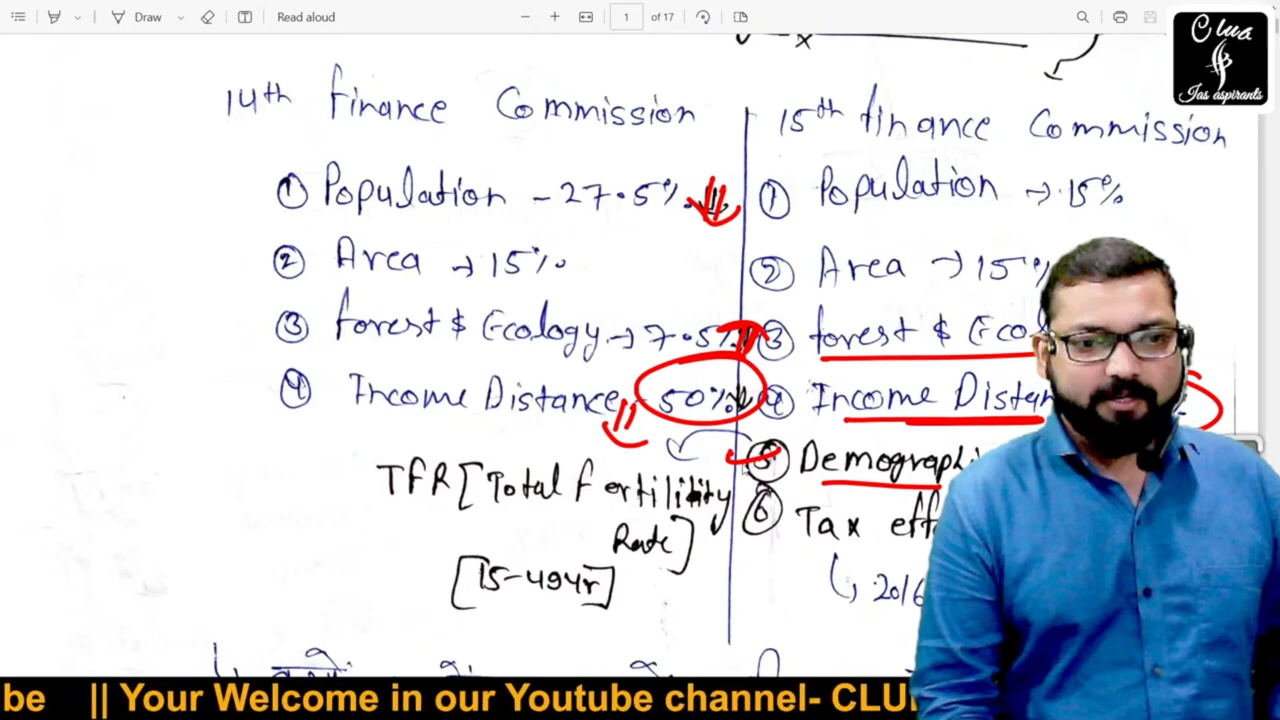 Draw
Read aloud
1 of 17
Clua
Ias aspirants
14th finance Commission
① Population - 27.5%
② Area → 15%
③ forest & Ecology → 7.5%
④ Income Distance - 50%
TFR [Total fertility
Rate]
[15-49yr]
15th finance Commission
① Population → 15%
② Area → 15%
③ forest & Eco
④ Income Distan
⑤ Demographi
⑥ Tax eff
2016
be || Your Welcome in our Youtube channel- CLU